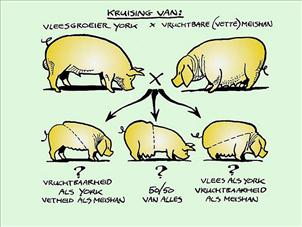 KRUISING VAN:
VLEESGROEIER YORK × VRUCHTBARE (VETTE) MEISHAN
×
? ? ?
VRUCHTBAARHEID
ALS YORK
VETHEID ALS MEISHAN
50/50
VAN ALLES
VLEES ALS YORK
VRUCHTBAARHEID
ALS MEISHAN